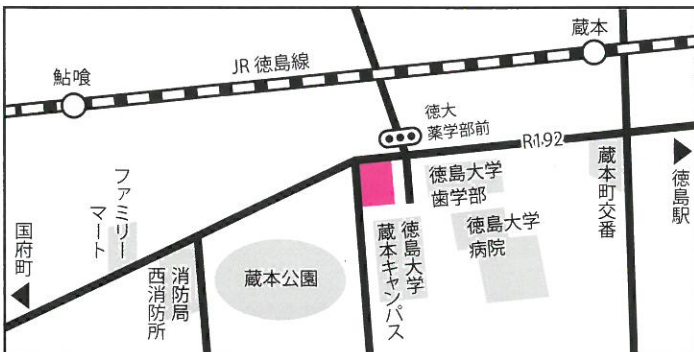 蔵本
鮎喰
JR 徳島線
徳大
薬学部前
R192
徳島大学
歯学部
蔵本町交番
徳島駅
ファミリー
マート
国府町
消防局
西消防所
蔵本公園
徳島大学
蔵本キャンパス
徳島大学
病院